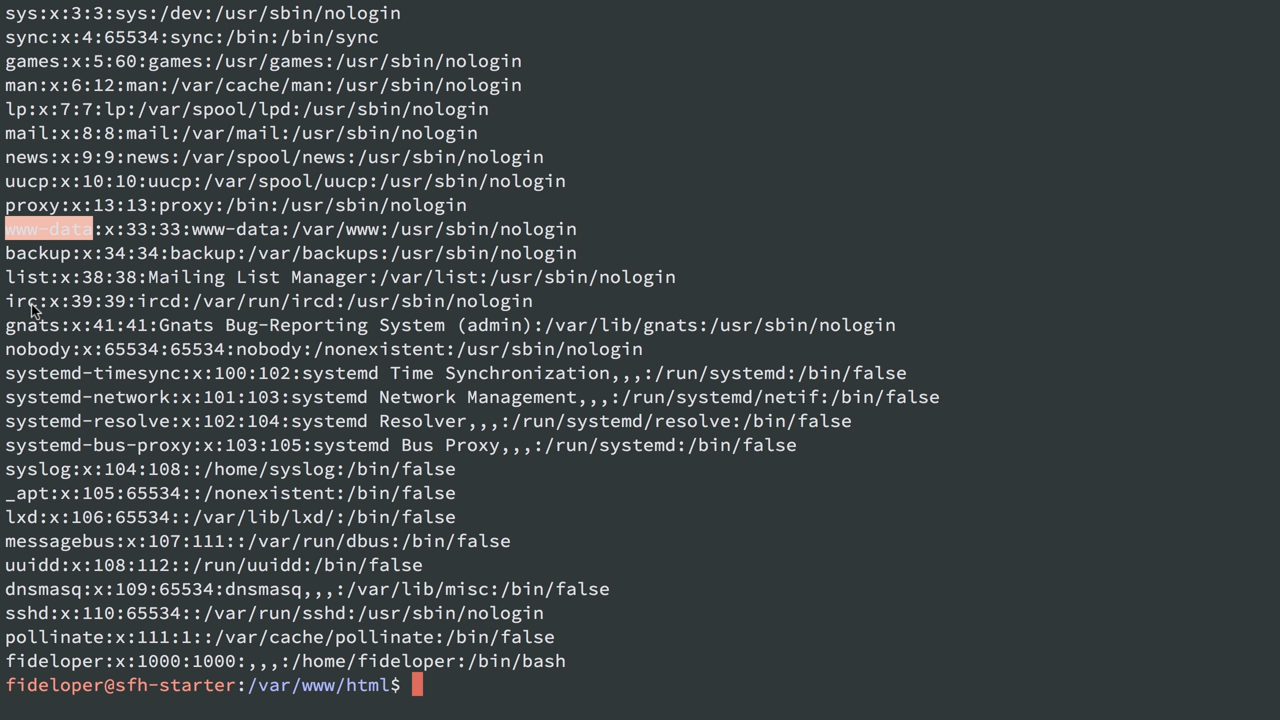 sys:x:3:3:sys:/dev:/usr/sbin/nologin
sync:x:4:65534:sync:/bin:/bin/sync
games:x:5:60:games:/usr/games:/usr/sbin/nologin
man:x:6:12:man:/var/cache/man:/usr/sbin/nologin
lp:x:7:7:lp:/var/spool/lpd:/usr/sbin/nologin
mail:x:8:8:mail:/var/mail:/usr/sbin/nologin
news:x:9:9:news:/var/spool/news:/usr/sbin/nologin
uucp:x:10:10:uucp:/var/spool/uucp:/usr/sbin/nologin
proxy:x:13:13:proxy:/bin:/usr/sbin/nologin
www-data:x:33:33:www-data:/var/www:/usr/sbin/nologin
backup:x:34:34:backup:/var/backups:/usr/sbin/nologin
list:x:38:38:Mailing List Manager:/var/list:/usr/sbin/nologin
irc:x:39:39:ircd:/var/run/ircd:/usr/sbin/nologin
gnats:x:41:41:Gnats Bug-Reporting System (admin):/var/lib/gnats:/usr/sbin/nologin
nobody:x:65534:65534:nobody:/nonexistent:/usr/sbin/nologin
systemd-timesync:x:100:102:systemd Time Synchronization,,,:/run/systemd:/bin/false
systemd-network:x:101:103:systemd Network Management,,,:/run/systemd/netif:/bin/false
systemd-resolve:x:102:104:systemd Resolver,,,:/run/systemd/resolve:/bin/false
systemd-bus-proxy:x:103:105:systemd Bus Proxy,,,:/run/systemd:/bin/false
syslog:x:104:108::/home/syslog:/bin/false
_apt:x:105:65534::/nonexistent:/bin/false
lxd:x:106:65534::/var/lib/lxd/:/bin/false
messagebus:x:107:111::/var/run/dbus:/bin/false
uuidd:x:108:112::/run/uuidd:/bin/false
dnsmasq:x:109:65534:dnsmasq,,,:/var/lib/misc:/bin/false
sshd:x:110:65534::/var/run/sshd:/usr/sbin/nologin
pollinate:x:111:1::/var/cache/pollinate:/bin/false
fideloper:x:1000:1000:,,,:/home/fideloper:/bin/bash
fideloper@sfh-starter:/var/www/html$